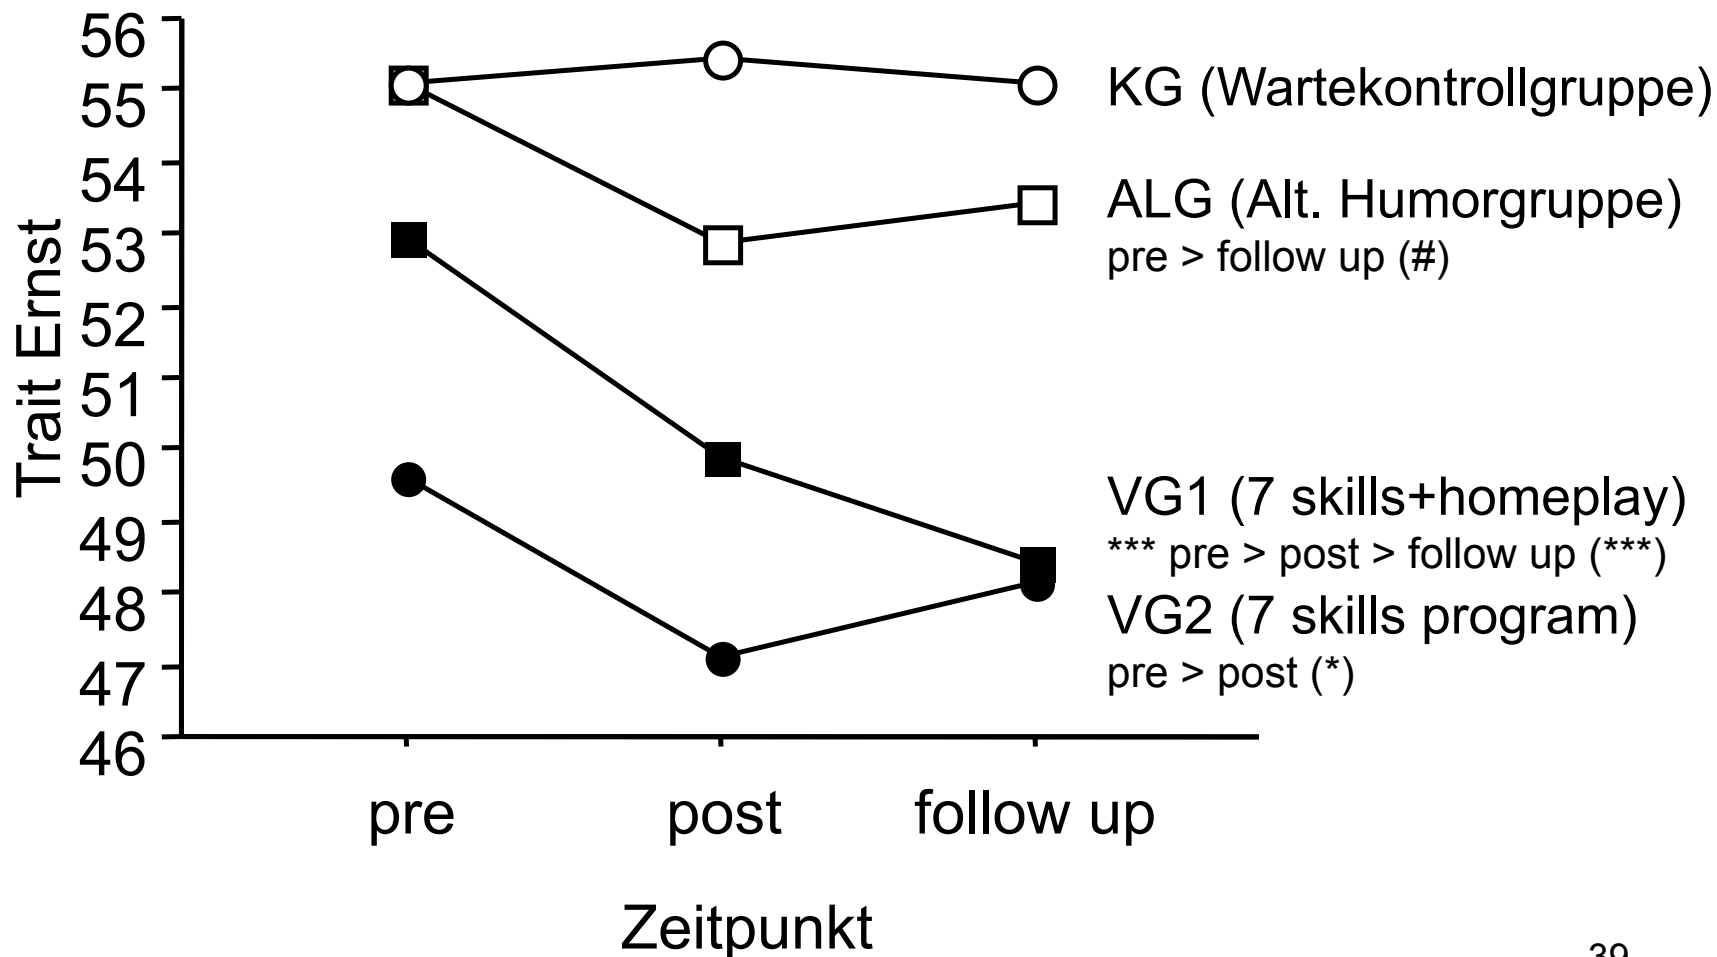 56
55
54
53
52
51
50
49
48
47
46
Trait Ernst
KG (Wartekontrollgruppe)
ALG (Alt. Humorgruppe)
pre > follow up (#)
VG1 (7 skills+homeplay)
*** pre > post > follow up (***)
VG2 (7 skills program)
pre > post (*)
pre post follow up
Zeitpunkt
39